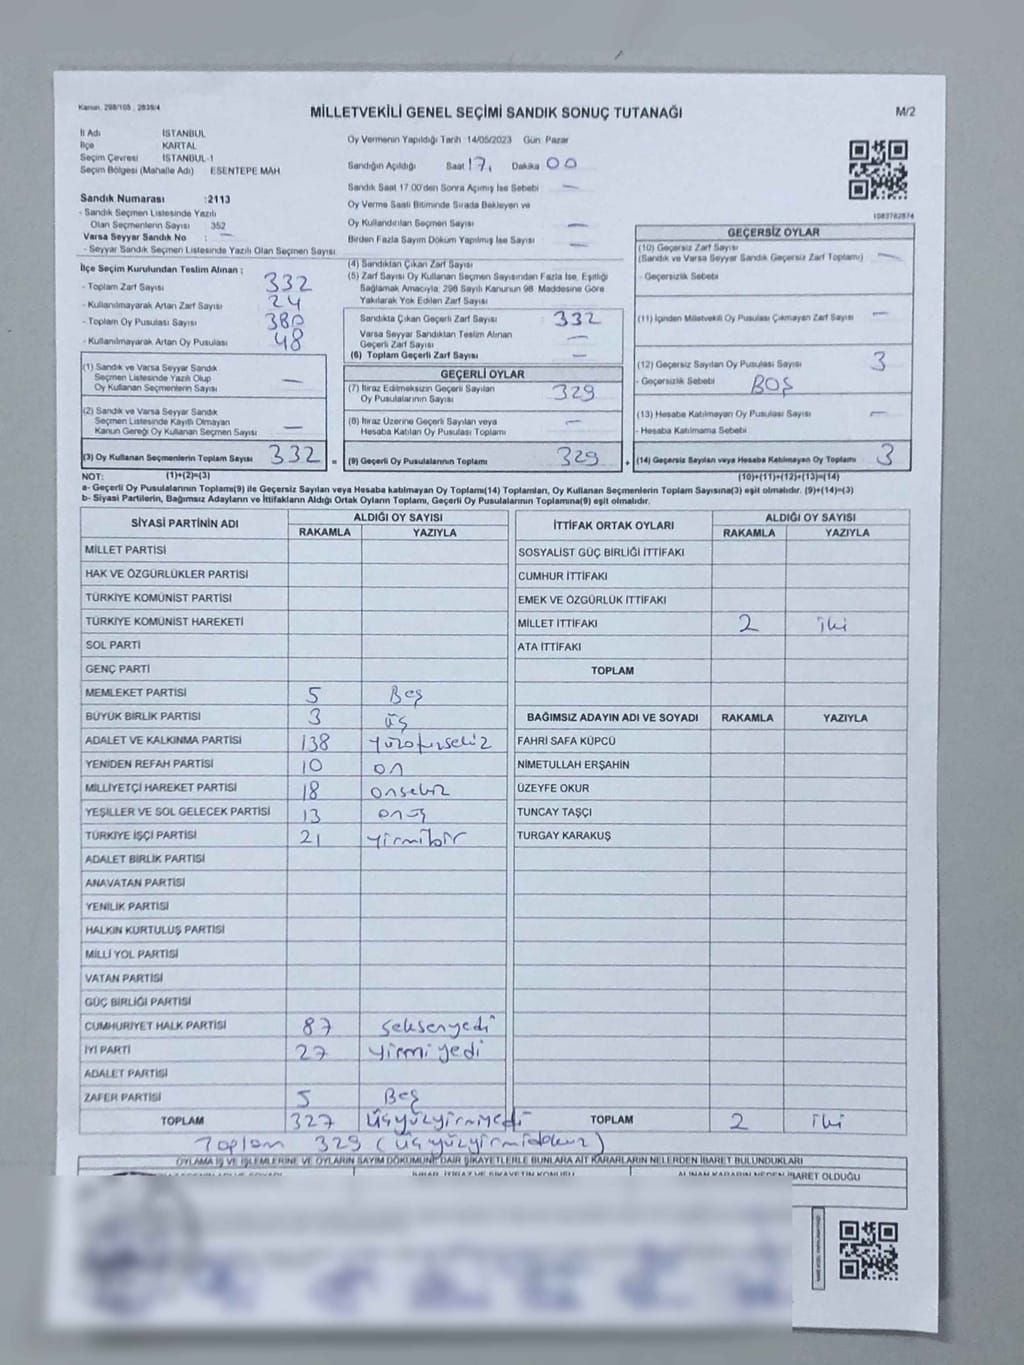 Kanun. 298/105 , 2839/4
MİLLETVEKİLİ GENEL SEÇİMİ SANDIK SONUÇ TUTANAĞI
M/2
İl Adı İSTANBUL
İlçe KARTAL
Seçim Çevresi İSTANBUL-1
Seçim Bölgesi (Mahalle Adı) ESENTEPE MAH
Sandık Numarası :2113
- Sandık Seçmen Listesinde Yazılı
Olan Seçmenlerin Sayısı 352
Varsa Seyyar Sandık No : —
- Seyyar Sandık Seçmen Listesinde Yazılı Olan Seçmen Sayısı
Oy Vermenin Yapıldığı Tarih 14/05/2023 Gün: Pazar
Sandığın Açıldığı Saat 17, Dakika 00
Sandık Saat 17.00'den Sonra Açımış İse Sebebi —
Oy Verme Saati Bitiminde Sırada Bekleyen ve
Oy Kullandırılan Seçmen Sayısı —
Birden Fazla Sayım Döküm Yapılmış İse Sayısı —
1083782874
İlçe Seçim Kurulundan Teslim Alınan ;
- Toplam Zarf Sayısı 332
- Kullanılmayarak Artan Zarf Sayısı 24
- Toplam Oy Pusulası Sayısı 380
- Kullanılmayarak Artan Oy Pusulası 48
(1) Sandık ve Varsa Seyyar Sandık
Seçmen Listesinde Yazılı Olup
Oy Kullanan Seçmenlerin Sayısı —
(2) Sandık ve Varsa Seyyar Sandık
Seçmen Listesinde Kayıtlı Olmayan
Kanun Gereği Oy Kullanan Seçmen Sayısı —
(3) Oy Kullanan Seçmenlerin Toplam Sayısı 332 =
(4) Sandıktan Çıkan Zarf Sayısı
(5) Zarf Sayısı Oy Kullanan Seçmen Sayısından Fazla İse, Eşitliği
Sağlamak Amacıyla, 298 Sayılı Kanunun 98. Maddesine Göre
Yakılarak Yok Edilen Zarf Sayısı
Sandıkta Çıkan Geçerli Zarf Sayısı 332
Varsa Seyyar Sandıktan Teslim Alınan
Geçerli Zarf Sayısı —
(6) Toplam Geçerli Zarf Sayısı —
GEÇERLİ OYLAR
(7) İtiraz Edilmeksizin Geçerli Sayılan
Oy Pusulalarının Sayısı 329
(8) İtiraz Üzerine Geçerli Sayılan veya
Hesaba Katılan Oy Pusulası Toplamı —
(9) Geçerli Oy Pusulalarının Toplamı 329 +
GEÇERSİZ OYLAR
(10) Geçersiz Zarf Sayısı
(Sandık ve Varsa Seyyar Sandık Geçersiz Zarf Toplamı) —
- Geçersizlik Sebebi
(11) İçinden Milletvekili Oy Pusulası Çıkmayan Zarf Sayısı —
(12) Geçersiz Sayılan Oy Pusulası Sayısı 3
- Geçersizlik Sebebi BOŞ
(13) Hesaba Katılmayan Oy Pusulası Sayısı —
- Hesaba Katılmama Sebebi
(14) Geçersiz Sayılan veya Hesaba Katılmayan Oy Toplamı 3
NOT: (1)+(2)=(3) (10)+(11)+(12)+(13)=(14)
a- Geçerli Oy Pusulalarının Toplamı(9) ile Geçersiz Sayılan veya Hesaba katılmayan Oy Toplamı(14) Toplamları, Oy Kullanan Seçmenlerin Toplam Sayısına(3) eşit olmalıdır. (9)+(14)=(3)
b- Siyasi Partilerin, Bağımsız Adayların ve İttifakların Aldığı Oyların Toplamı, Geçerli Oy Pusulalarının Toplamına(9) eşit olmalıdır.
SİYASİ PARTİNİN ADI ALDIĞI OY SAYISI
RAKAMLA YAZIYLA
MİLLET PARTİSİ
HAK VE ÖZGÜRLÜKLER PARTİSİ
TÜRKİYE KOMÜNİST PARTİSİ
TÜRKİYE KOMÜNİST HAREKETİ
SOL PARTİ
GENÇ PARTİ
MEMLEKET PARTİSİ 5 Beş
BÜYÜK BİRLİK PARTİSİ 3 üş
ADALET VE KALKINMA PARTİSİ 138 yüzotuzsekiz
YENİDEN REFAH PARTİSİ 10 on
MİLLİYETÇİ HAREKET PARTİSİ 18 onsekiz
YEŞİLLER VE SOL GELECEK PARTİSİ 13 onüş
TÜRKİYE İŞÇİ PARTİSİ 21 yirmibir
ADALET BİRLİK PARTİSİ
ANAVATAN PARTİSİ
YENİLİK PARTİSİ
HALKIN KURTULUŞ PARTİSİ
MİLLİ YOL PARTİSİ
VATAN PARTİSİ
GÜÇ BİRLİĞİ PARTİSİ
CUMHURİYET HALK PARTİSİ 87 Seksenyedi
İYİ PARTİ 27 yirmiyedi
ADALET PARTİSİ
ZAFER PARTİSİ 5 Beş
TOPLAM 327 üçyüzyirmiyedi
İTTİFAK ORTAK OYLARI ALDIĞI OY SAYISI
RAKAMLA YAZIYLA
SOSYALİST GÜÇ BİRLİĞİ İTTİFAKI
CUMHUR İTTİFAKI
EMEK VE ÖZGÜRLÜK İTTİFAKI
MİLLET İTTİFAKI 2 iki
ATA İTTİFAKI
TOPLAM
BAĞIMSIZ ADAYIN ADI VE SOYADI RAKAMLA YAZIYLA
FAHRİ SAFA KÜPCÜ
NİMETULLAH ERŞAHİN
ÜZEYFE OKUR
TUNCAY TAŞÇI
TURGAY KARAKUŞ
TOPLAM 2 iki
Toplam 329 (üçyüzyirmidokuz)
OYLAMA İŞ VE İŞLEMLERİNE VE OYLARIN SAYIM DÖKÜMÜNE DAİR ŞİKAYETLERLE BUNLARA AİT KARARLARIN NELERDEN İBARET BULUNDUKLARI
İHBAR, İTİRAZ VE ŞİKAYETİN KONUSU ALINAN KARARIN NEDEN İBARET OLDUĞU